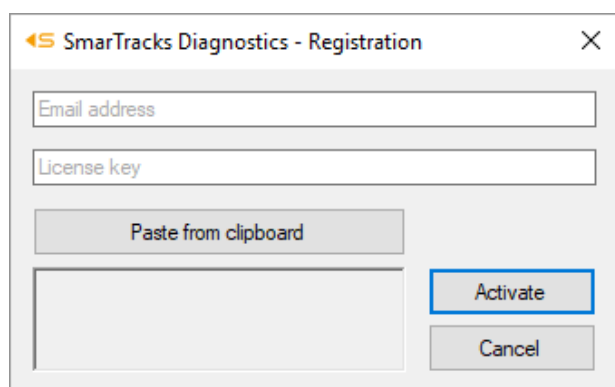 SmarTracks Diagnostics - Registration
Email address
License key
Paste from clipboard
Activate
Cancel